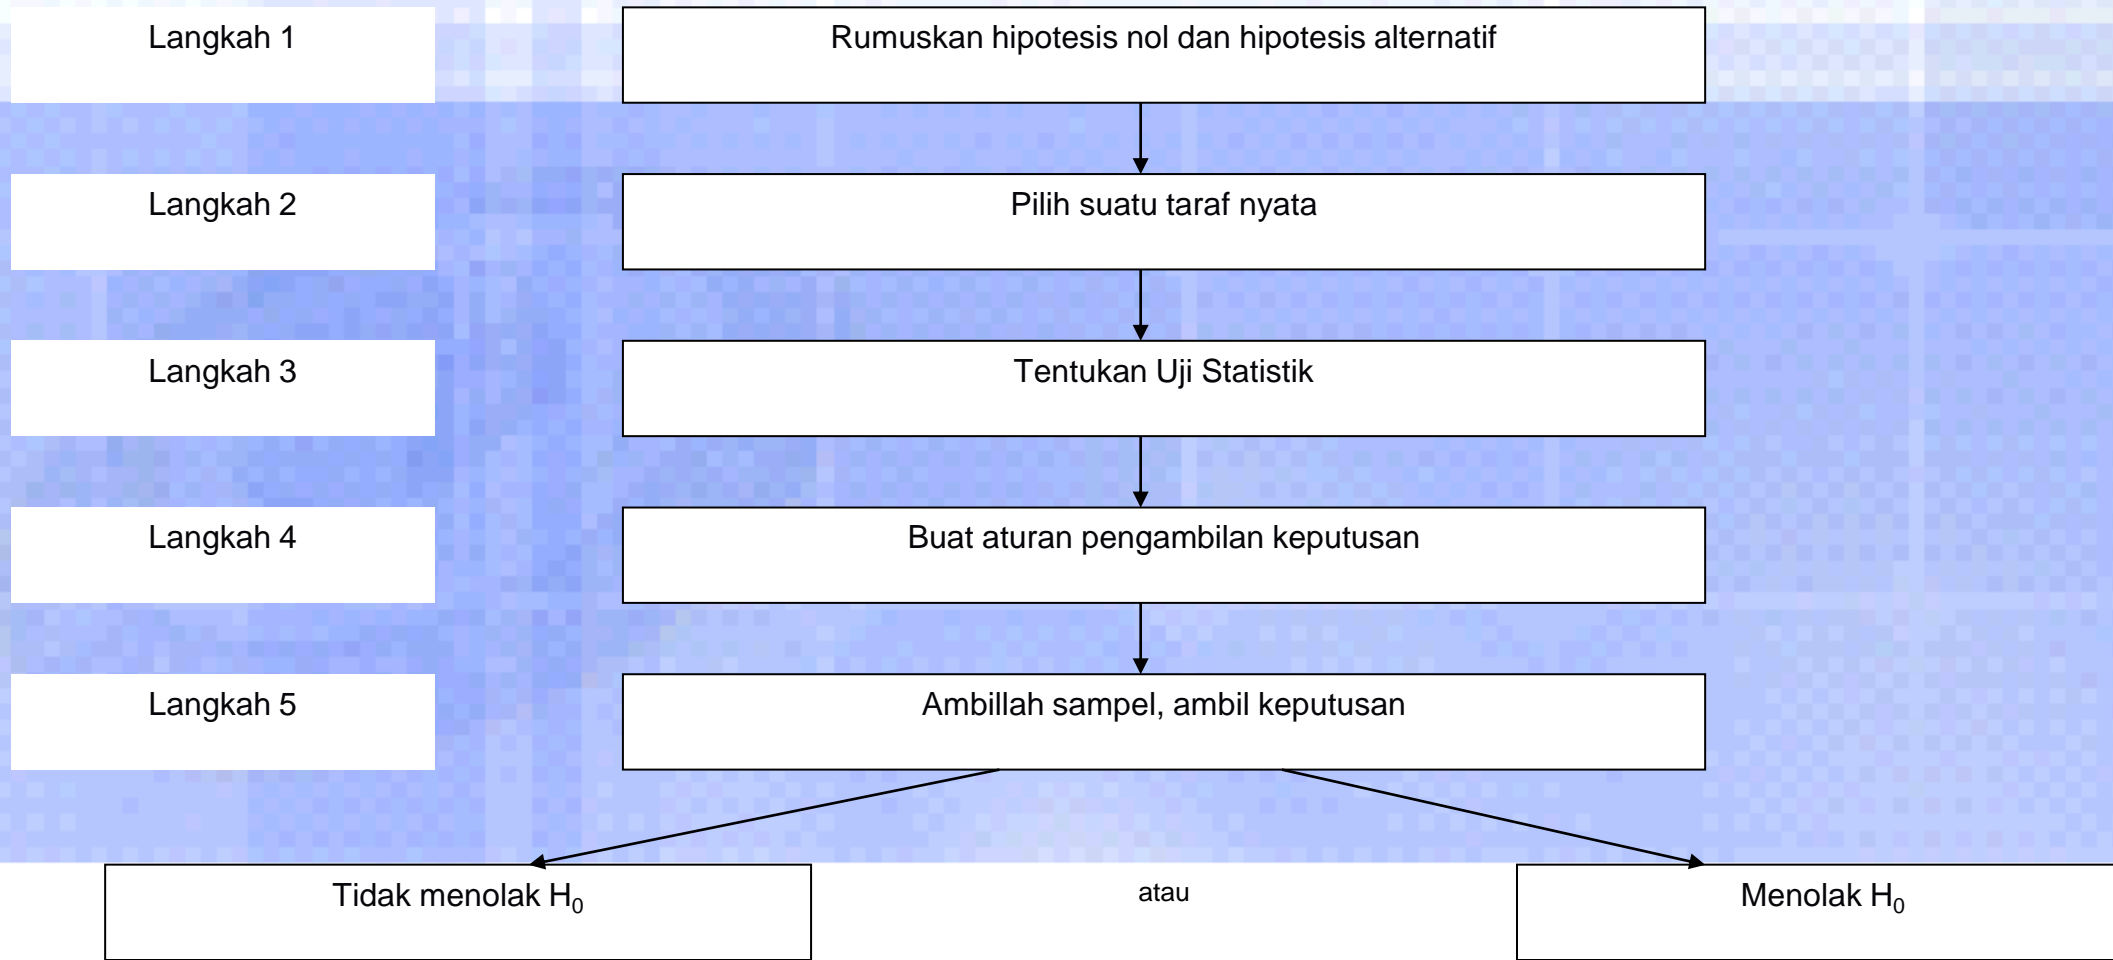 Langkah 1
Rumuskan hipotesis nol dan hipotesis alternatif
Langkah 2
Pilih suatu taraf nyata
Langkah 3
Tentukan Uji Statistik
Langkah 4
Buat aturan pengambilan keputusan
Langkah 5
Ambillah sampel, ambil keputusan
Tidak menolak H₀
atau
Menolak H₀